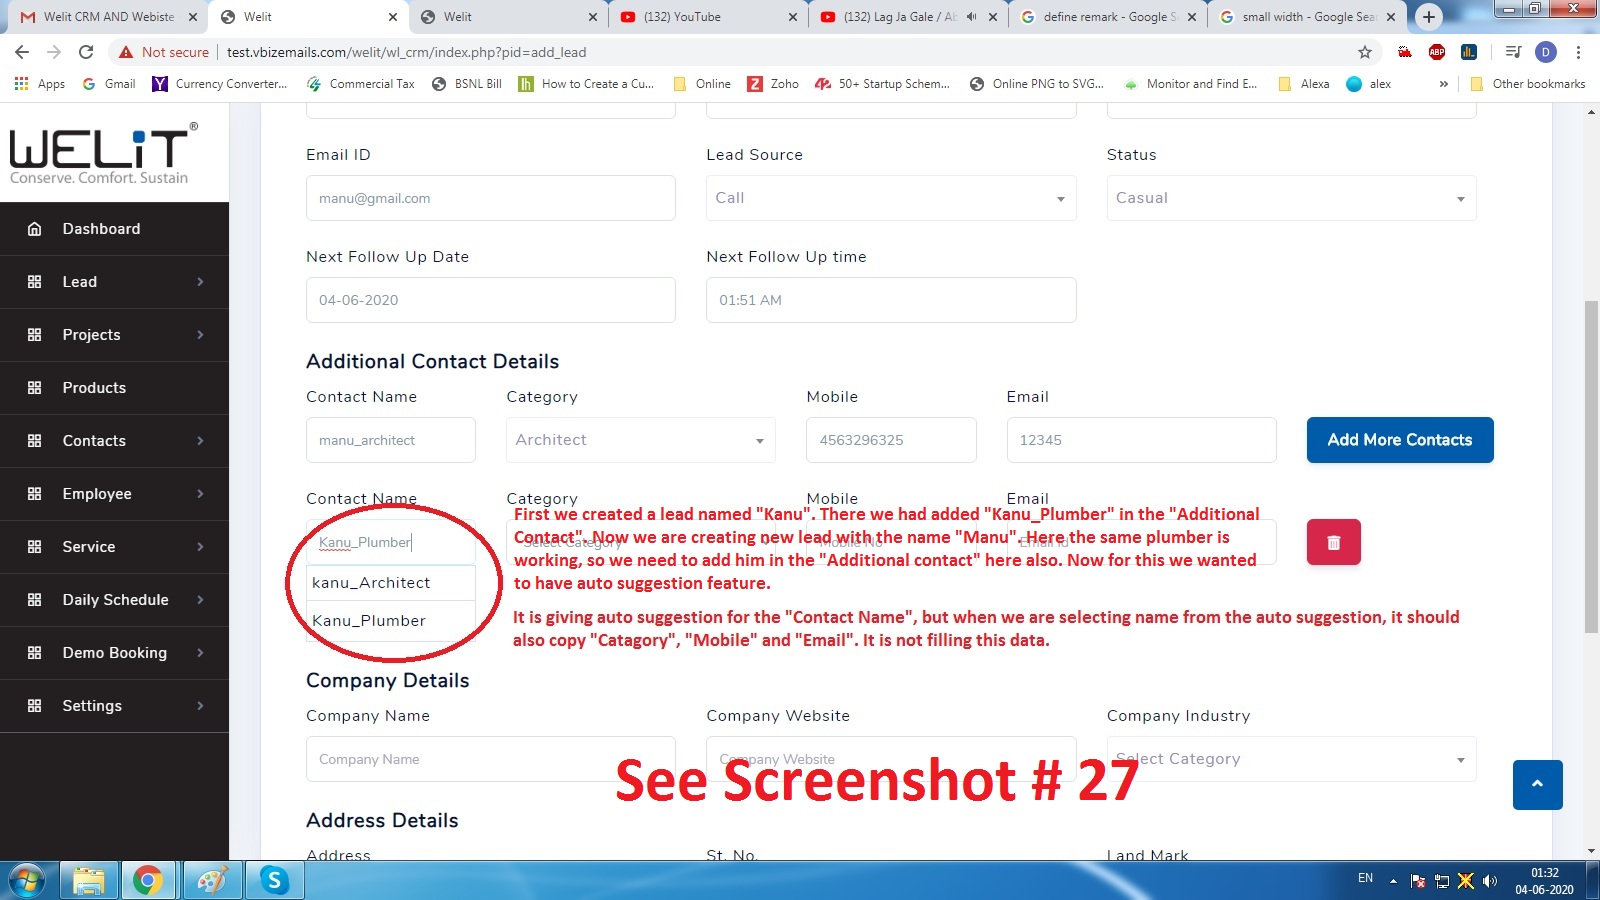 Welit CRM AND Webiste
Welit
Welit
(132) YouTube
(132) Lag Ja Gale / Ab
define remark - Google S
small width - Google Sea
Not secure
test.vbizemails.com/welit/wl_crm/index.php?pid=add_lead
ABP
D
Apps
Gmail
Currency Converter...
Commercial Tax
BSNL Bill
How to Create a Cu...
Online
Zoho
50+ Startup Schem...
Online PNG to SVG...
Monitor and Find E...
Alexa
alex
»
Other bookmarks
WELiT®
Conserve. Comfort. Sustain
Dashboard
Lead
Projects
Products
Contacts
Employee
Service
Daily Schedule
Demo Booking
Settings
Email ID
Lead Source
Status
manu@gmail.com
Call
Casual
Next Follow Up Date
Next Follow Up time
04-06-2020
01:51 AM
Additional Contact Details
Contact Name
Category
Mobile
Email
manu_architect
Architect
4563296325
12345
Add More Contacts
Contact Name
Category
Mobile
Email
Kanu_Plumber
Select Category
Mobile No
Email Id
kanu_Architect
Kanu_Plumber
First we created a lead named "Kanu". There we had added "Kanu_Plumber" in the "Additional
Contact". Now we are creating new lead with the name "Manu". Here the same plumber is
working, so we need to add him in the "Additional contact" here also. Now for this we wanted
to have auto suggestion feature.
It is giving auto suggestion for the "Contact Name", but when we are selecting name from the auto suggestion, it should
also copy "Catagory", "Mobile" and "Email". It is not filling this data.
Company Details
Company Name
Company Website
Company Industry
Company Name
Company Website
Select Category
See Screenshot # 27
Address Details
Address
St. No.
Land Mark
EN
01:32
04-06-2020